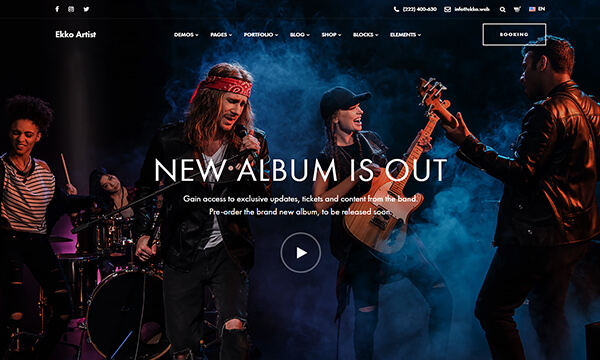 (222) 400-630 info@ekko.web EN
Ekko Artist DEMOS PAGES PORTFOLIO BLOG SHOP BLOCKS ELEMENTS BOOKING
NEW ALBUM IS OUT
Gain access to exclusive updates, tickets and content from the band.
Pre-order the brand new album, to be released soon.